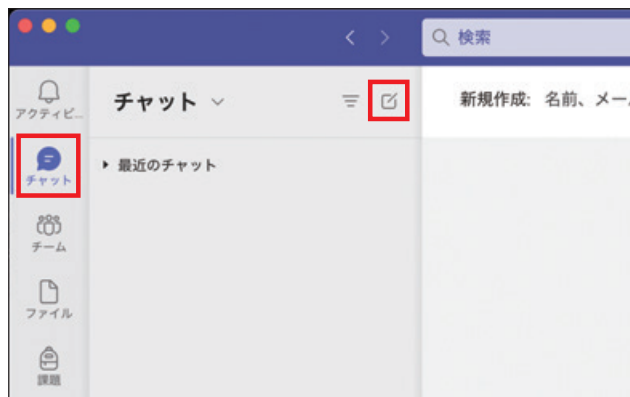 検索
アクティビ...
チャット
新規作成: 名前、メー
チャット
最近のチャット
チーム
ファイル
課題